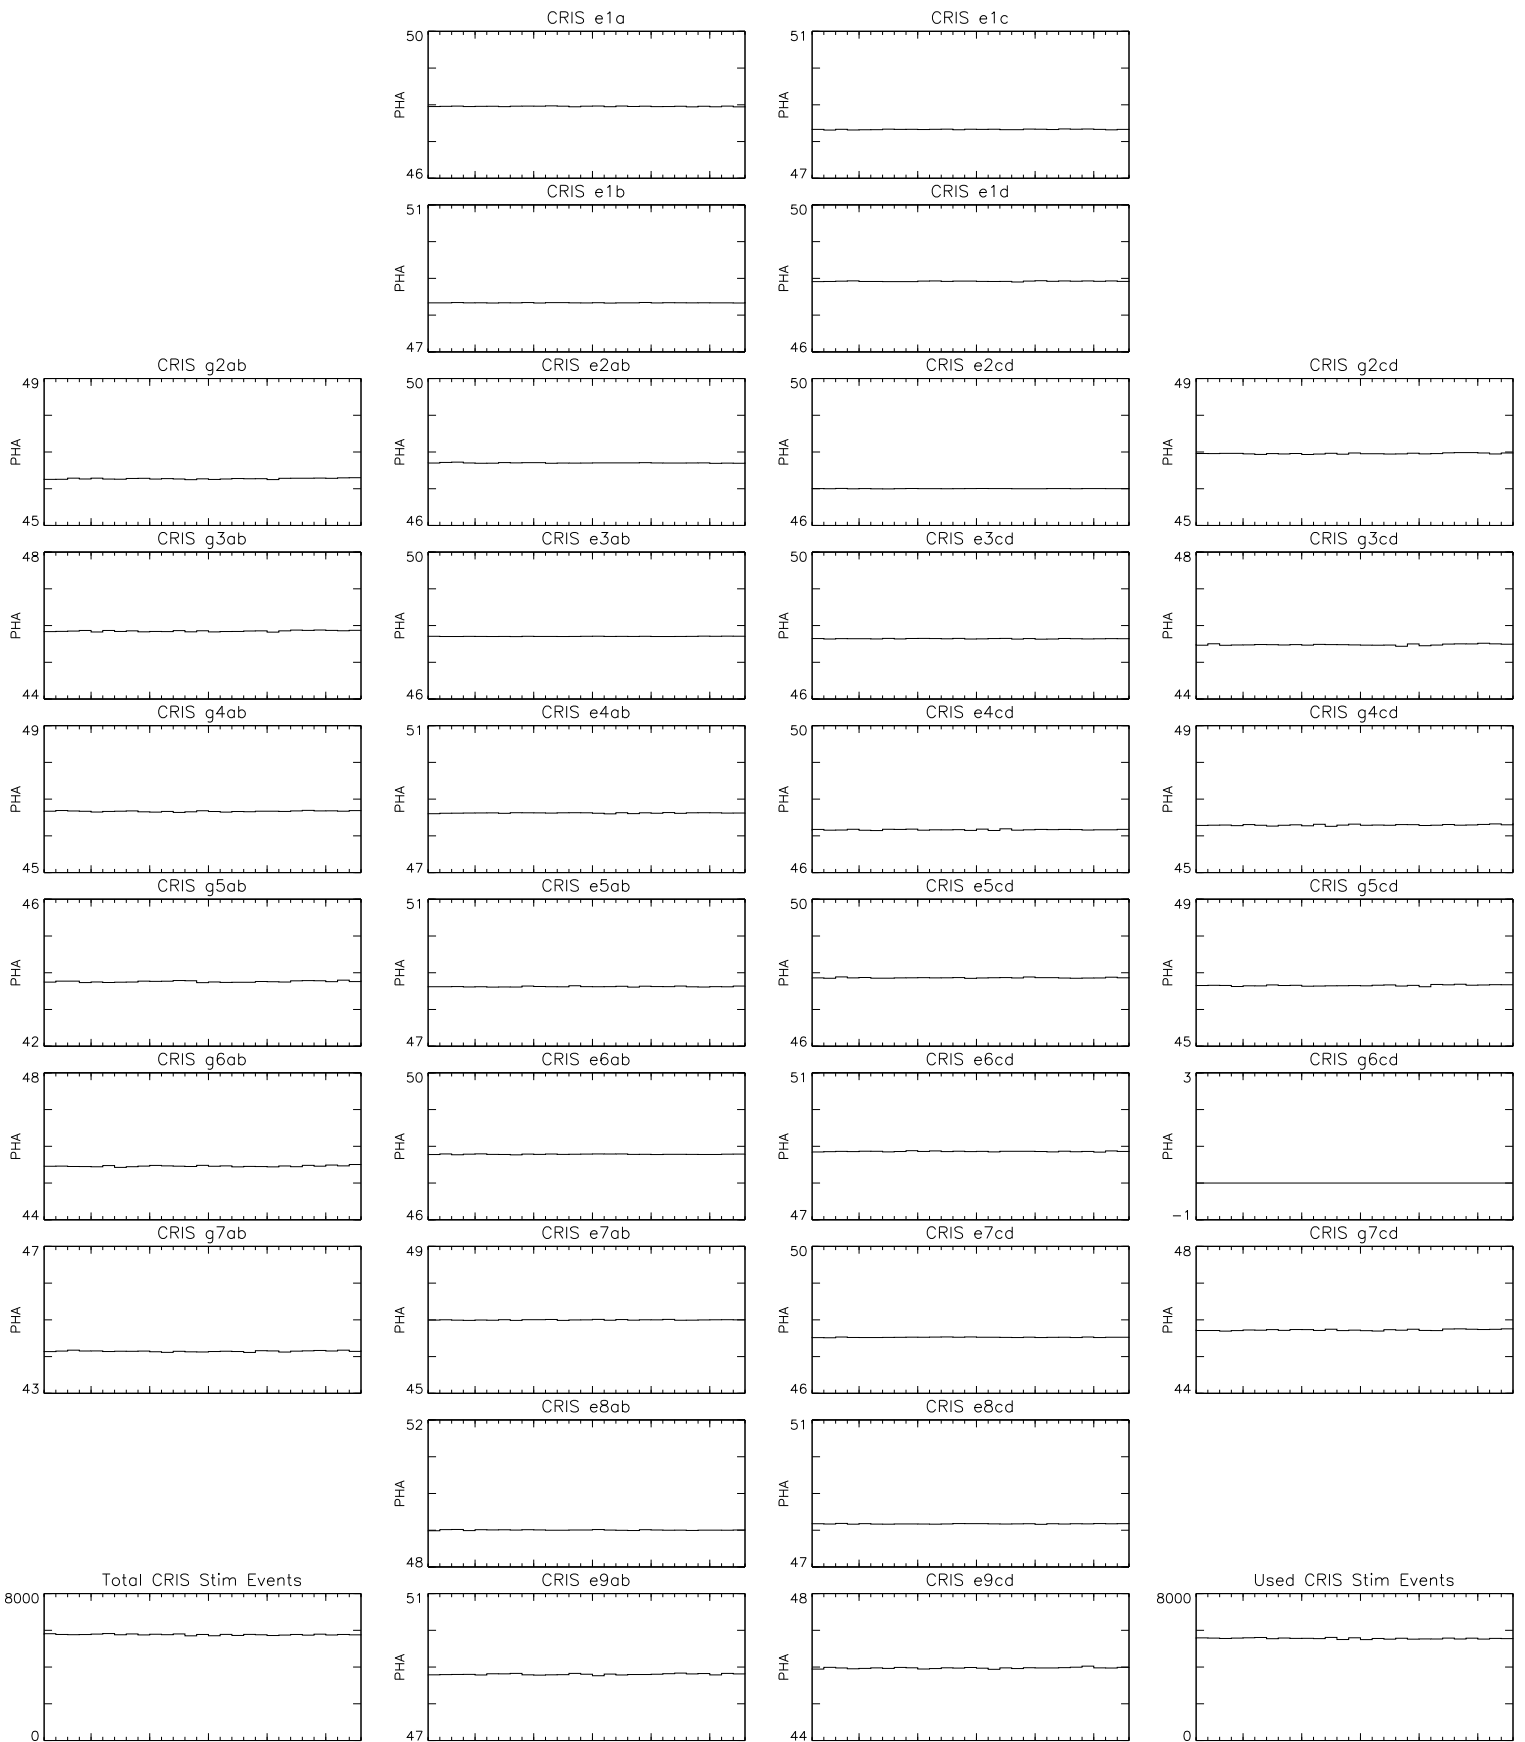 CRIS e1a
CRIS e1c
50
PHA
46
51
PHA
47
CRIS e1b
CRIS e1d
51
PHA
47
50
PHA
46
CRIS g2ab
CRIS e2ab
CRIS e2cd
CRIS g2cd
49
PHA
45
50
PHA
46
50
PHA
46
49
PHA
45
CRIS g3ab
CRIS e3ab
CRIS e3cd
CRIS g3cd
48
PHA
44
50
PHA
46
50
PHA
46
48
PHA
44
CRIS g4ab
CRIS e4ab
CRIS e4cd
CRIS g4cd
49
PHA
45
51
PHA
47
50
PHA
46
49
PHA
45
CRIS g5ab
CRIS e5ab
CRIS e5cd
CRIS g5cd
46
PHA
42
51
PHA
47
50
PHA
46
49
PHA
45
CRIS g6ab
CRIS e6ab
CRIS e6cd
CRIS g6cd
48
PHA
44
50
PHA
46
51
PHA
47
3
PHA
-1
CRIS g7ab
CRIS e7ab
CRIS e7cd
CRIS g7cd
47
PHA
43
49
PHA
45
50
PHA
46
48
PHA
44
CRIS e8ab
CRIS e8cd
52
PHA
48
51
PHA
47
Total CRIS Stim Events
CRIS e9ab
CRIS e9cd
Used CRIS Stim Events
8000
0
51
PHA
47
48
PHA
44
8000
0